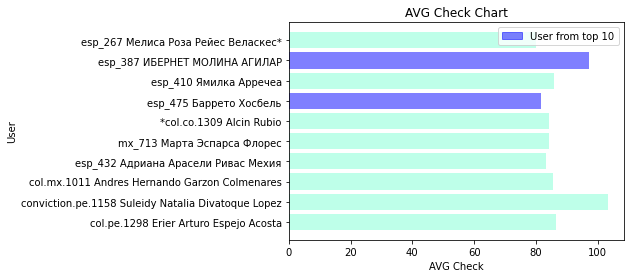 AVG Check Chart
User from top 10
esp_267 Мелиса Роза Рейес Веласкес*
esp_387 ИБЕРНЕТ МОЛИНА АГИЛАР
esp_410 Ямилка Арречеа
esp_475 Баррето Хосбель
*col.co.1309 Alcin Rubio
mx_713 Марта Эспарса Флорес
esp_432 Адриана Арасели Ривас Мехия
col.mx.1011 Andres Hernando Garzon Colmenares
conviction.pe.1158 Suleidy Natalia Divatoque Lopez
col.pe.1298 Erier Arturo Espejo Acosta
User
0 20 40 60 80 100
AVG Check